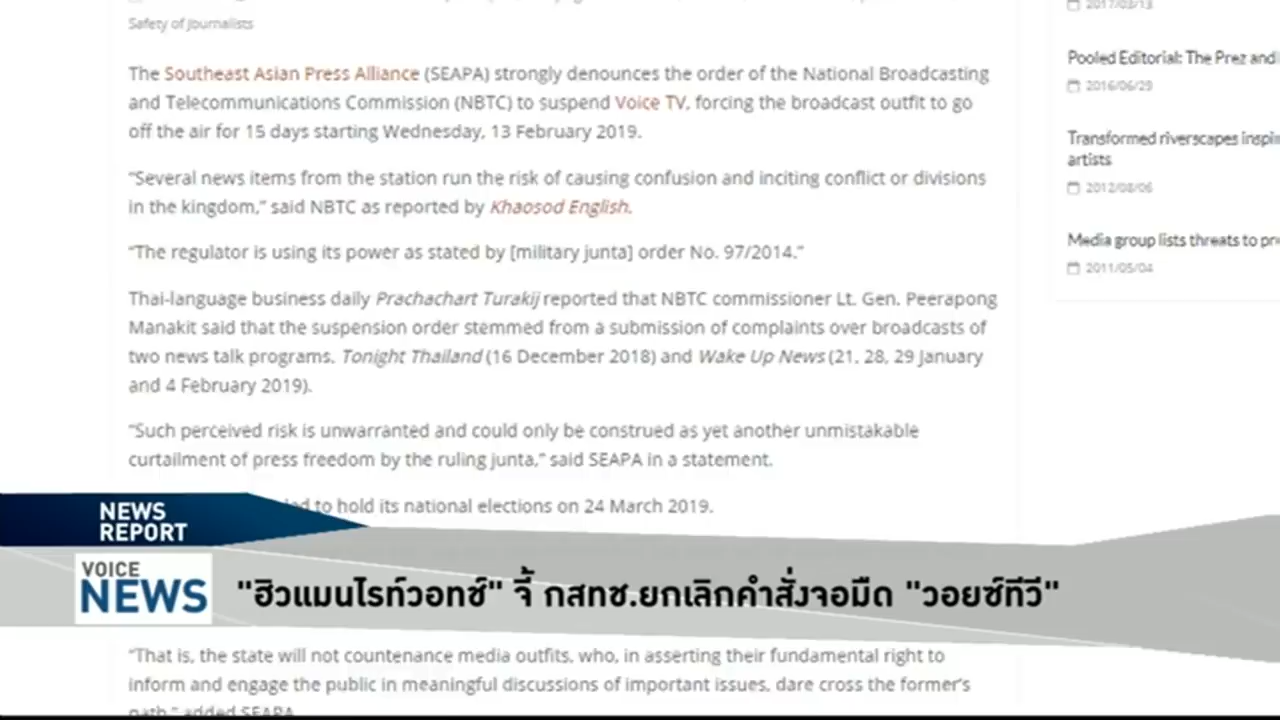 Safety of Journalists
The Southeast Asian Press Alliance (SEAPA) strongly denounces the order of the National Broadcasting
and Telecommunications Commission (NBTC) to suspend Voice TV, forcing the broadcast outfit to go
off the air for 15 days starting Wednesday, 13 February 2019.
“Several news items from the station run the risk of causing confusion and inciting conflict or divisions
in the kingdom,” said NBTC as reported by Khaosod English.
“The regulator is using its power as stated by [military junta] order No. 97/2014.”
Thai-language business daily Prachachart Turakij reported that NBTC commissioner Lt. Gen. Peerapong
Manakit said that the suspension order stemmed from a submission of complaints over broadcasts of
two news talk programs, Tonight Thailand (16 December 2018) and Wake Up News (21, 28, 29 January
and 4 February 2019).
“Such perceived risk is unwarranted and could only be construed as yet another unmistakable
curtailment of press freedom by the ruling junta,” said SEAPA in a statement.
to hold its national elections on 24 March 2019.
NEWS
REPORT
VOICE
NEWS
"ฮิวแมนไรท์วอทช์" จี้ กสทช.ยกเลิกคำสั่งจอมืด "วอยซ์ทีวี"
“That is, the state will not countenance media outfits, who, in asserting their fundamental right to
inform and engage the public in meaningful discussions of important issues, dare cross the former’s
path,” added SEAPA.
2017/03/13
Pooled Editorial: The Prez and
2016/06/29
Transformed riverscapes
artists
2012/08/06
Media group lists threats to
2011/05/04